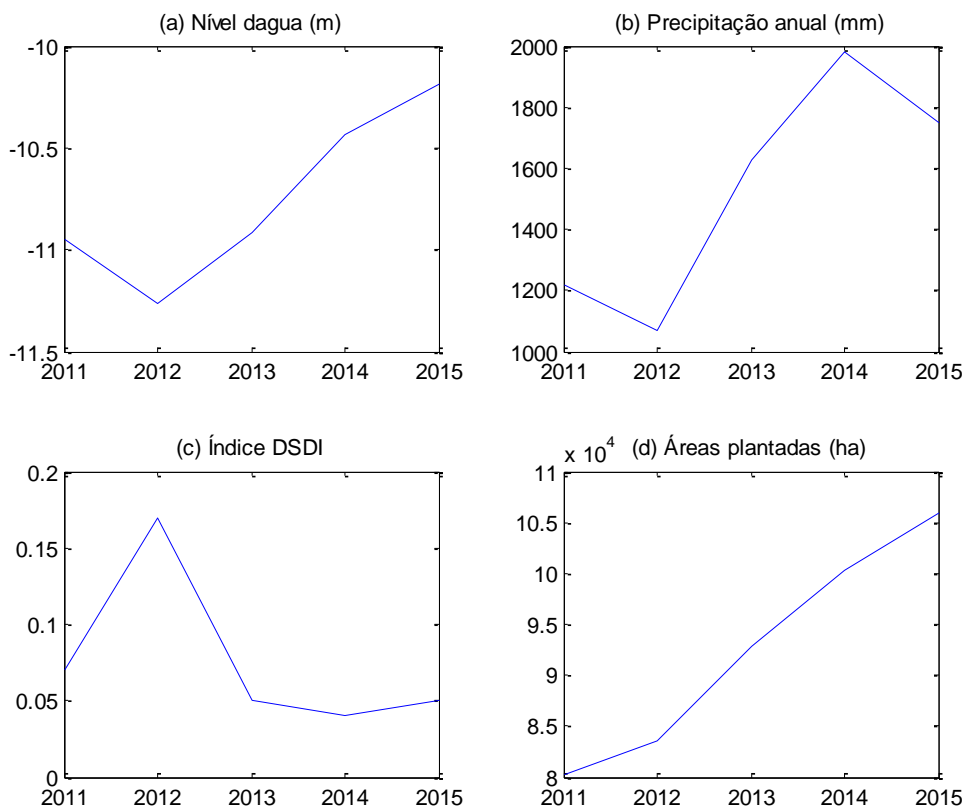 (a) Nível dagua (m)
-10
-10.5
-11
-11.5
2011 2012 2013 2014 2015
(b) Precipitação anual (mm)
2000
1800
1600
1400
1200
1000
2011 2012 2013 2014 2015
(c) Índice DSDI
0.2
0.15
0.1
0.05
0
2011 2012 2013 2014 2015
x 10⁴ (d) Áreas plantadas (ha)
11
10.5
10
9.5
9
8.5
8
2011 2012 2013 2014 2015